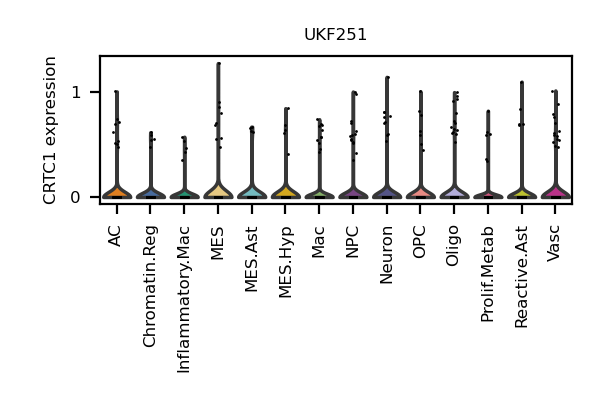 UKF251
CRTC1 expression
1
0
AC
Chromatin.Reg
Inflammatory.Mac
MES
MES.Ast
MES.Hyp
Mac
NPC
Neuron
OPC
Oligo
Prolif.Metab
Reactive.Ast
Vasc